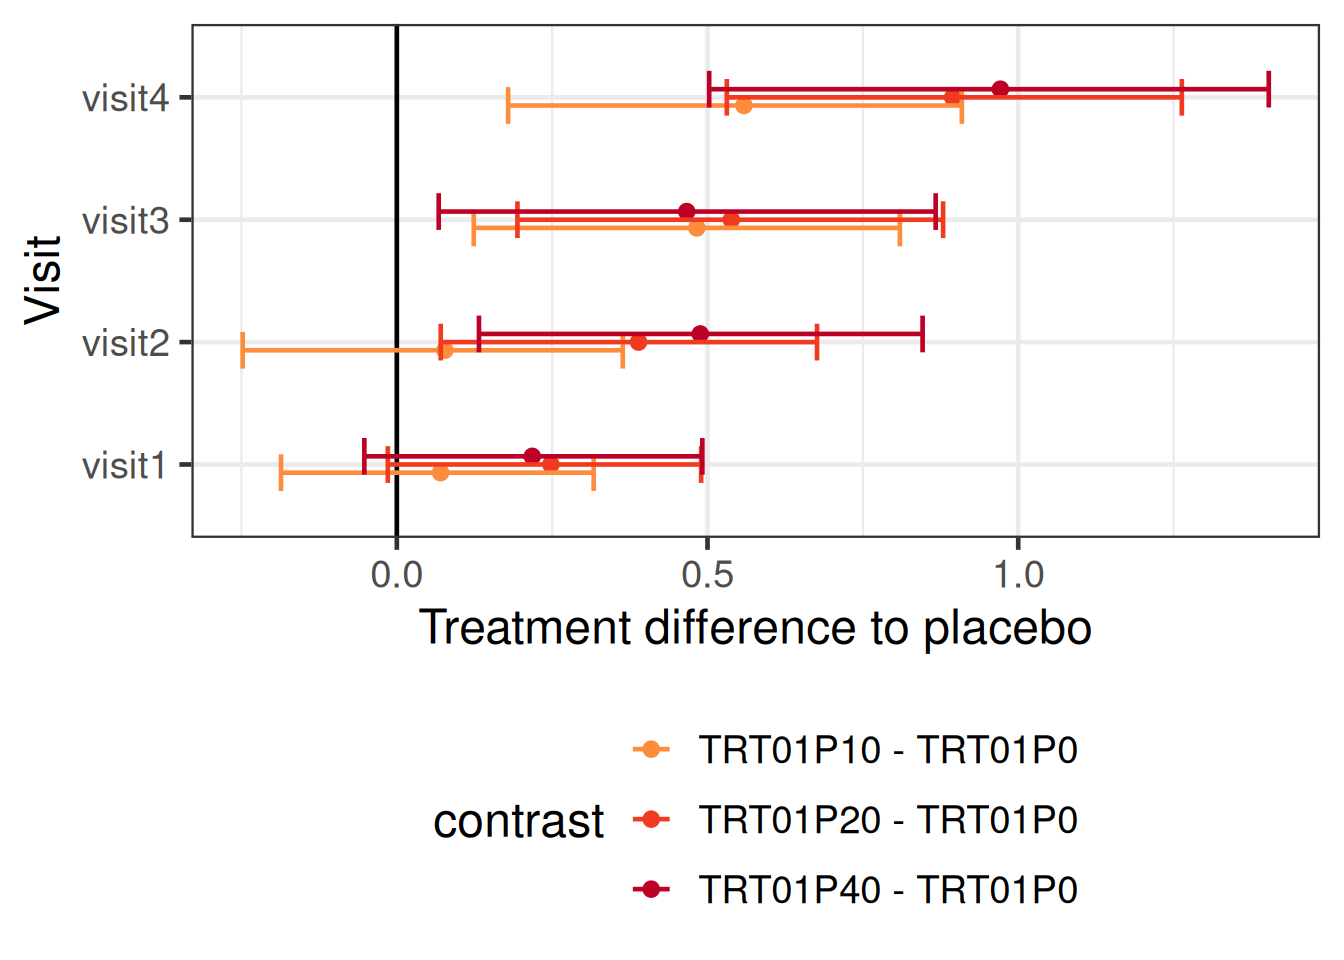 visit4
visit3
visit2
visit1
Visit
0.0 0.5 1.0
Treatment difference to placebo
contrast
TRT01P10 - TRT01P0
TRT01P20 - TRT01P0
TRT01P40 - TRT01P0